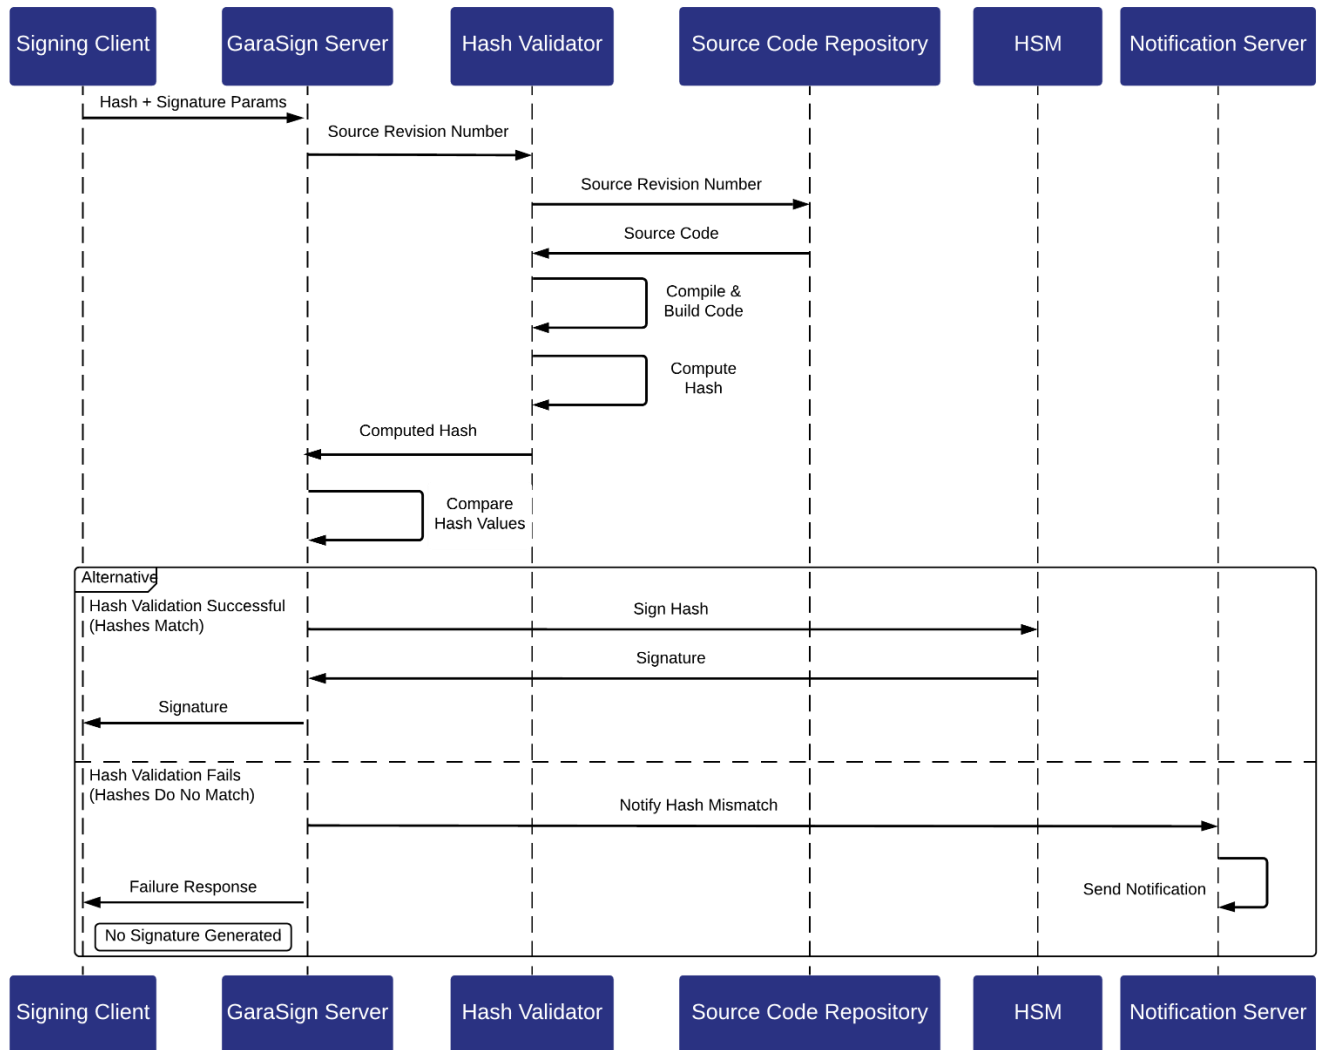 Signing Client
GaraSign Server
Hash Validator
Source Code Repository
HSM
Notification Server
Hash + Signature Params
Source Revision Number
Source Revision Number
Source Code
Compile &
Build Code
Compute
Hash
Computed Hash
Compare
Hash Values
Alternative
Hash Validation Successful
(Hashes Match)
Sign Hash
Signature
Signature
Hash Validation Fails
(Hashes Do No Match)
Notify Hash Mismatch
Failure Response
Send Notification
No Signature Generated
Signing Client
GaraSign Server
Hash Validator
Source Code Repository
HSM
Notification Server